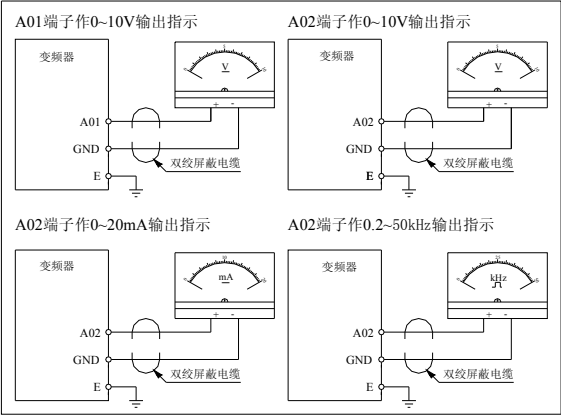 A01端子作0~10V输出指示
变频器
V
+ -
A01
GND
双绞屏蔽电缆
E
A02端子作0~10V输出指示
变频器
V
+ -
A02
GND
双绞屏蔽电缆
E
A02端子作0~20mA输出指示
变频器
mA
+ -
A02
GND
双绞屏蔽电缆
E
A02端子作0.2~50kHz输出指示
变频器
kHz
+ -
A02
GND
双绞屏蔽电缆
E